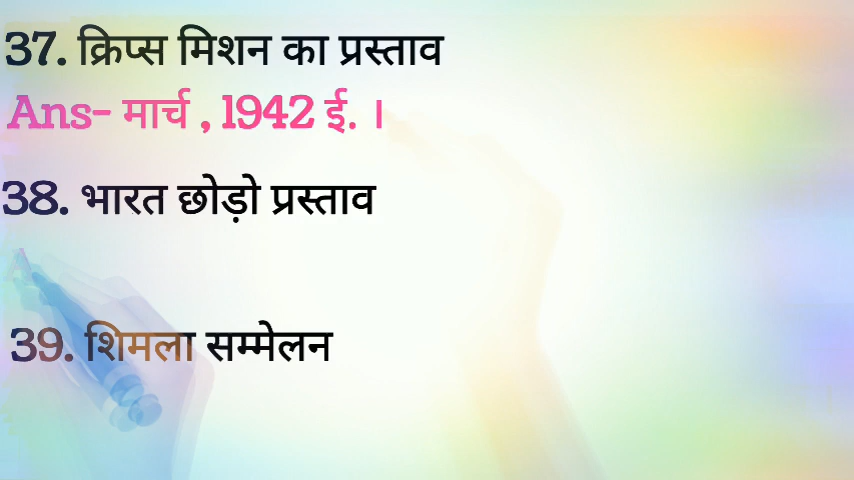 37. क्रिप्स मिशन का प्रस्ताव
Ans- मार्च , 1942 ई. ।
38. भारत छोड़ो प्रस्ताव
39. शिमला सम्मेलन